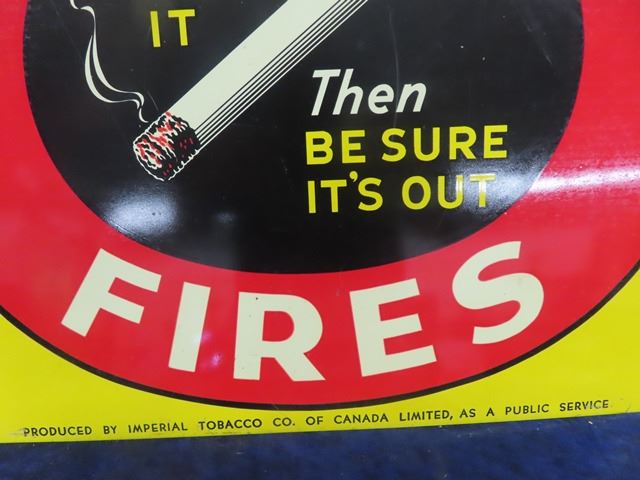 IT
Then
BE SURE
IT'S OUT
FIRES
PRODUCED BY IMPERIAL TOBACCO CO. OF CANADA LIMITED, AS A PUBLIC SERVICE